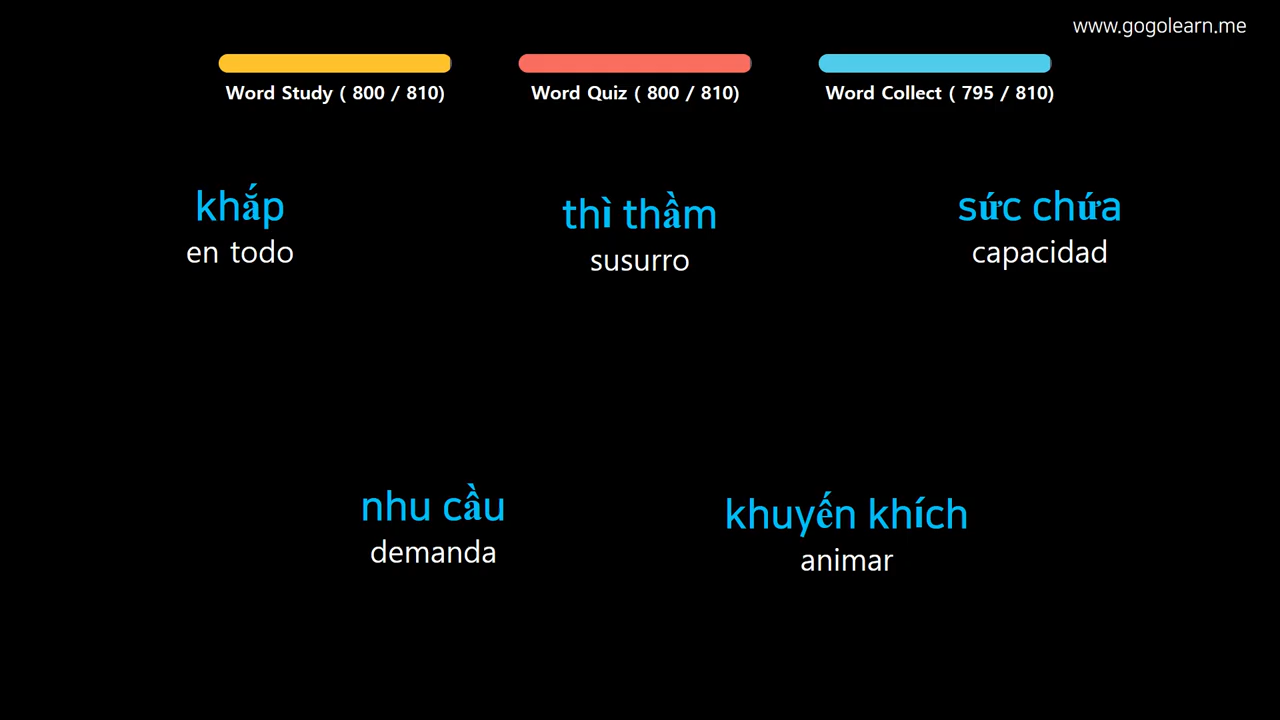 www.gogolearn.me
Word Study ( 800 / 810)
Word Quiz ( 800 / 810)
Word Collect ( 795 / 810)
khắp
en todo
thì thầm
susurro
sức chứa
capacidad
nhu cầu
demanda
khuyến khích
animar